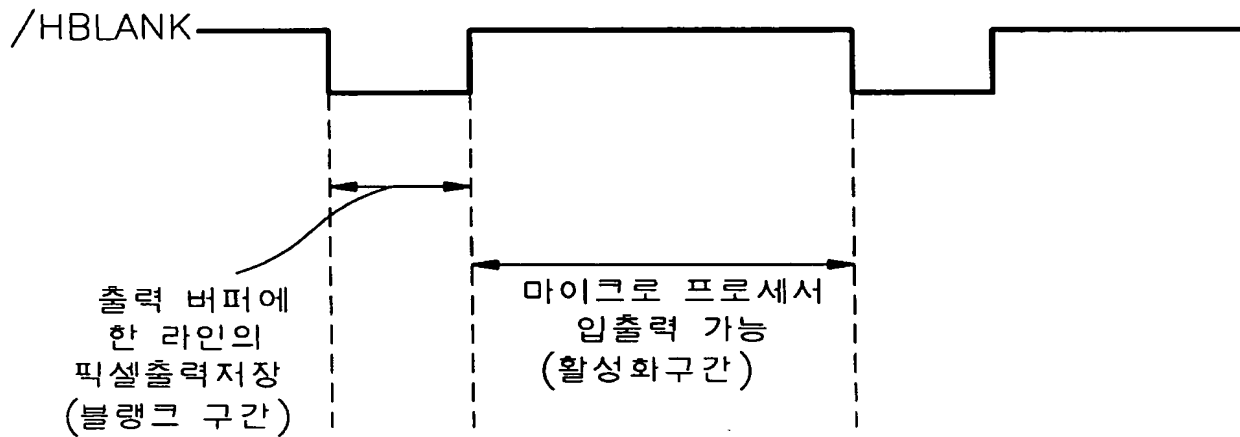 /HBLANK
출력 버퍼에
한 라인의
픽셀출력저장
(블랭크 구간)
마이크로 프로세서
입출력 가능
(활성화구간)